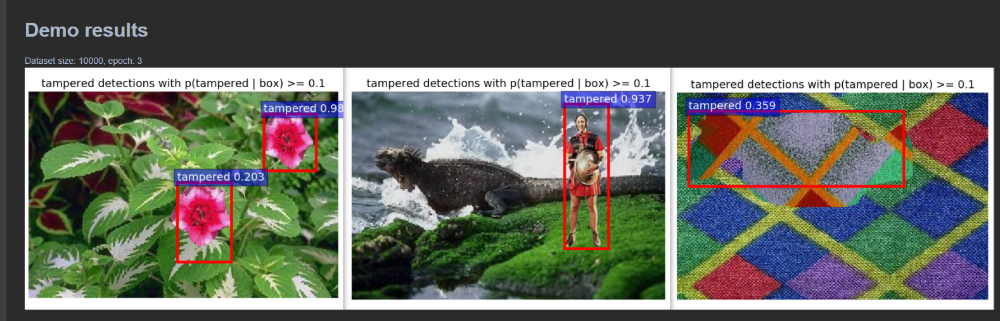 Demo results
Dataset size: 10000, epoch: 3
tampered detections with p(tampered | box) >= 0.1
tampered 0.98
tampered 0.203
tampered detections with p(tampered | box) >= 0.1
tampered 0.937
tampered detections with p(tampered | box) >= 0.1
tampered 0.359